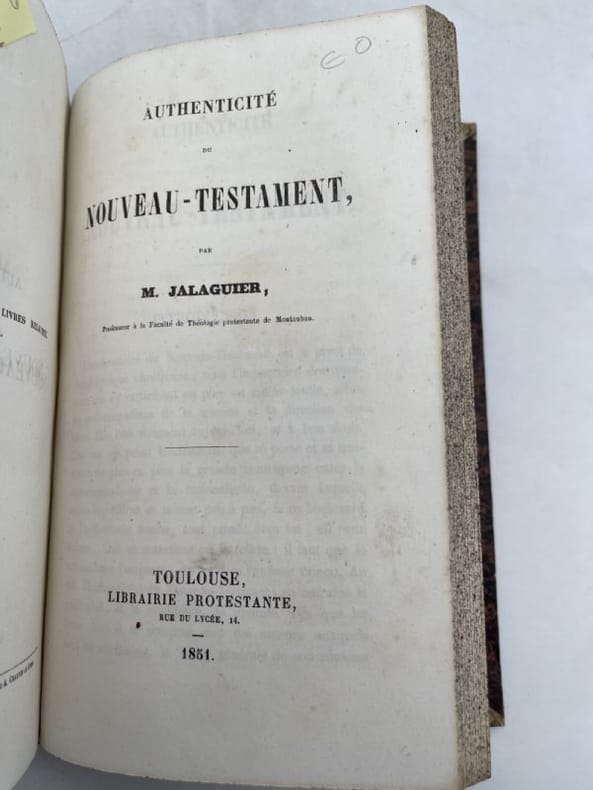 60
AUTHENTICITÉ
DU
NOUVEAU-TESTAMENT,
PAR
M. JALAGUIER,
Professeur à la Faculté de Théologie protestante de Montauban.
TOULOUSE,
LIBRAIRIE PROTESTANTE,
RUE DU LYCÉE, 14.
1851.
LIVRES